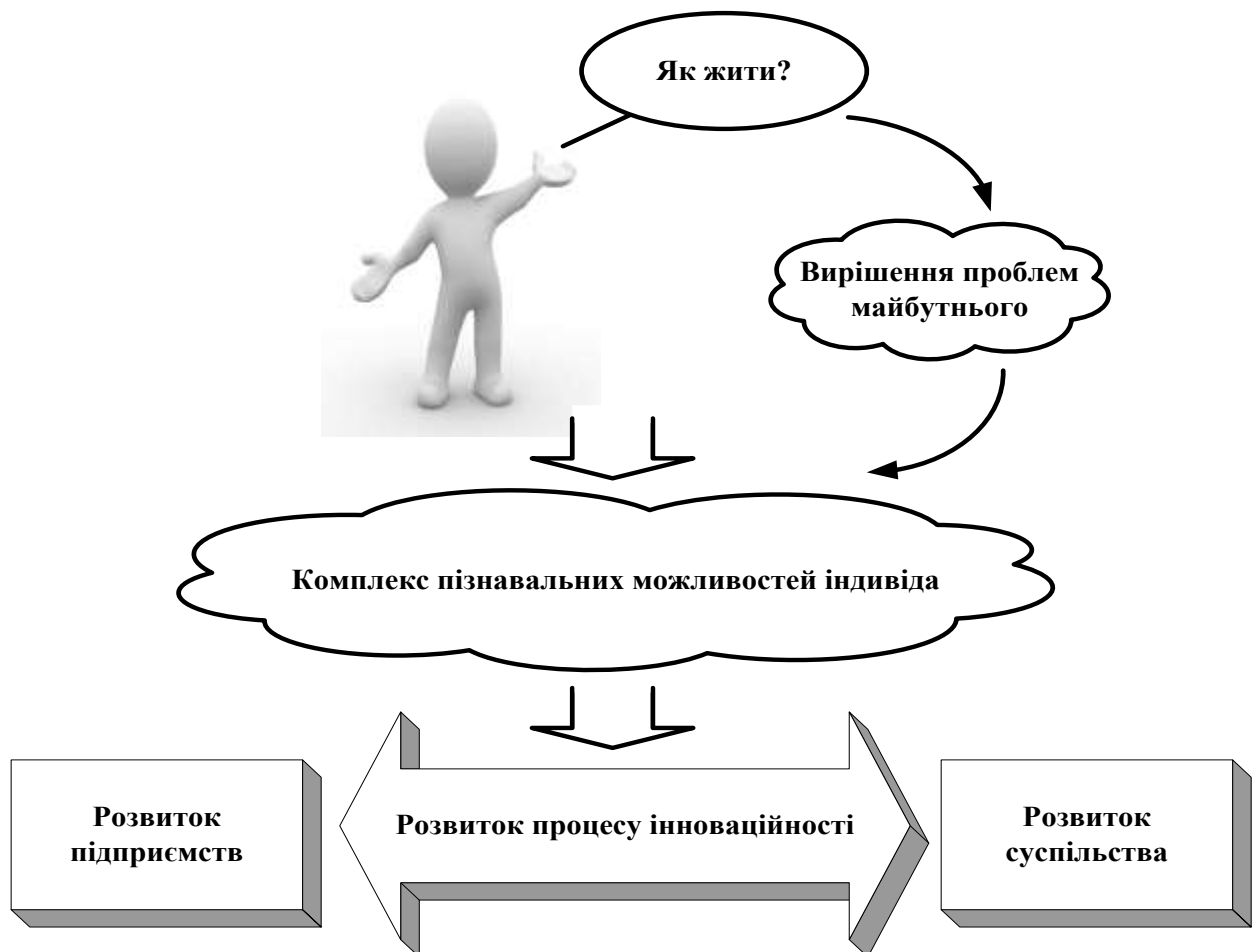 Як жити?
Вирішення проблем
майбутнього
Комплекс пізнавальних можливостей індивіда
Розвиток
підприємств
Розвиток процесу інноваційності
Розвиток
суспільства